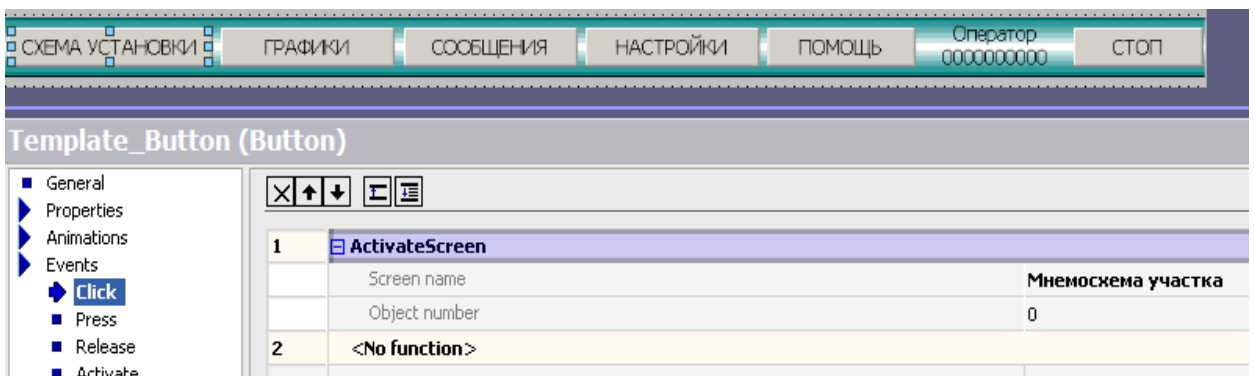 СХЕМА УСТАНОВКИ ГРАФИКИ СООБЩЕНИЯ НАСТРОЙКИ ПОМОЩЬ Оператор СТОП
0000000000
Template_Button (Button)
General
Properties
Animations
Events
Click
Press
Release
Activate
1 ActivateScreen
Screen name Мнемосхема участка
Object number 0
2 <No function>